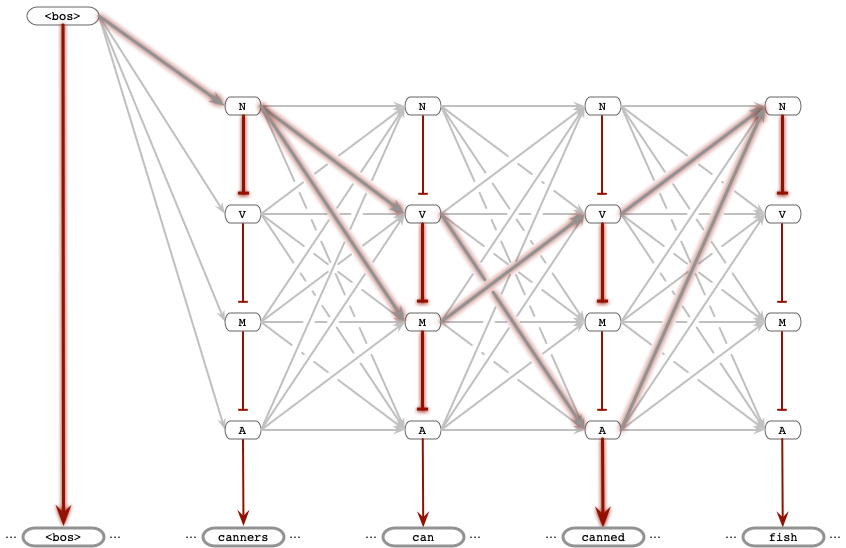 <bos>
N N N N
V V V V
M M M M
A A A A
... <bos> ... ... canners ... ... can ... ... canned ... ... fish ...